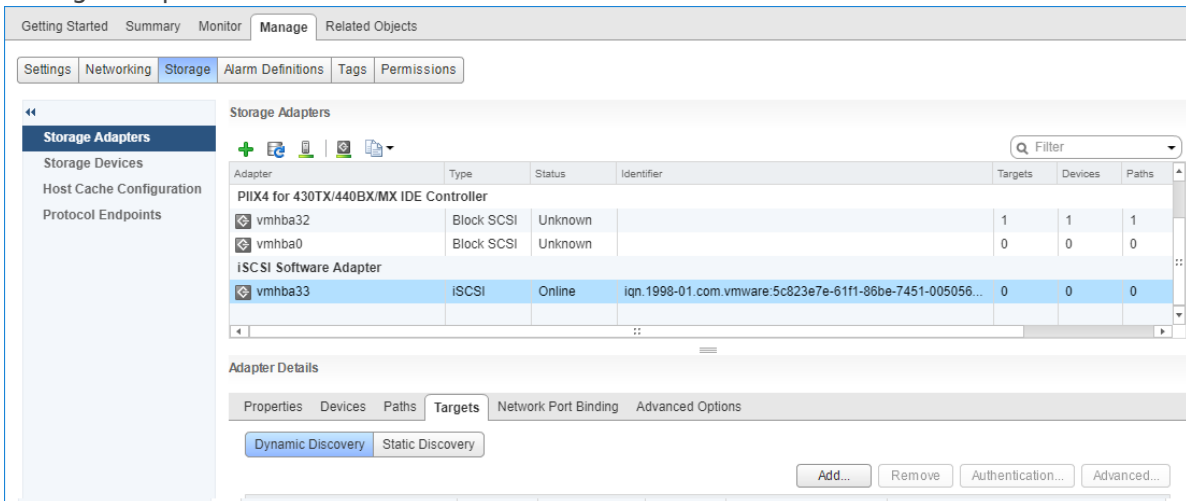 Getting Started Summary Monitor Manage Related Objects
Settings Networking Storage Alarm Definitions Tags Permissions
Storage Adapters
Storage Devices
Host Cache Configuration
Protocol Endpoints
Storage Adapters
Filter
Adapter Type Status Identifier Targets Devices Paths
PIIX4 for 430TX/440BX/MX IDE Controller
vmhba32 Block SCSI Unknown 1 1 1
vmhba0 Block SCSI Unknown 0 0 0
iSCSI Software Adapter
vmhba33 iSCSI Online iqn.1998-01.com.vmware:5c823e7e-61f1-86be-7451-005056... 0 0 0
Adapter Details
Properties Devices Paths Targets Network Port Binding Advanced Options
Dynamic Discovery Static Discovery
Add... Remove Authentication... Advanced...